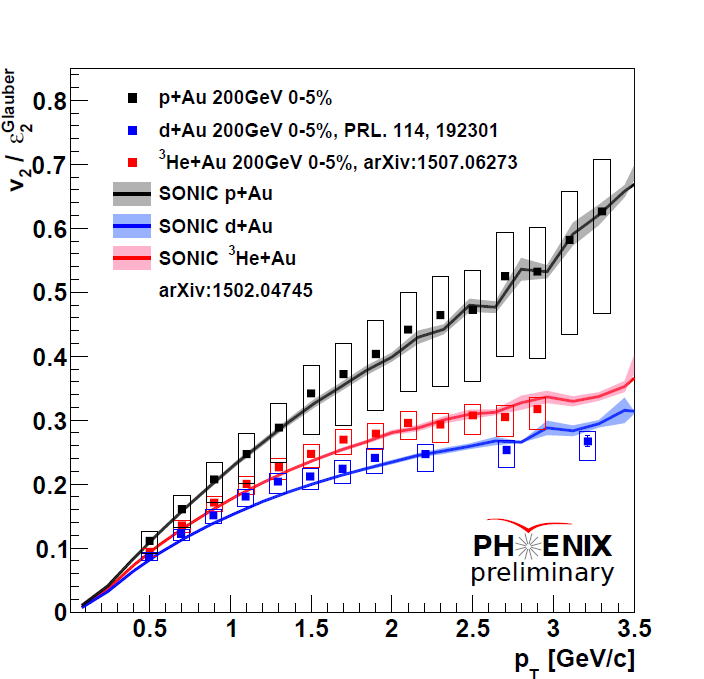 v2 / ε2^Glauber
0.8
0.7
0.6
0.5
0.4
0.3
0.2
0.1
0
p+Au 200GeV 0-5%
d+Au 200GeV 0-5%, PRL. 114, 192301
3He+Au 200GeV 0-5%, arXiv:1507.06273
SONIC p+Au
SONIC d+Au
SONIC 3He+Au
arXiv:1502.04745
PHENIX
preliminary
0.5 1 1.5 2 2.5 3 3.5
pT [GeV/c]